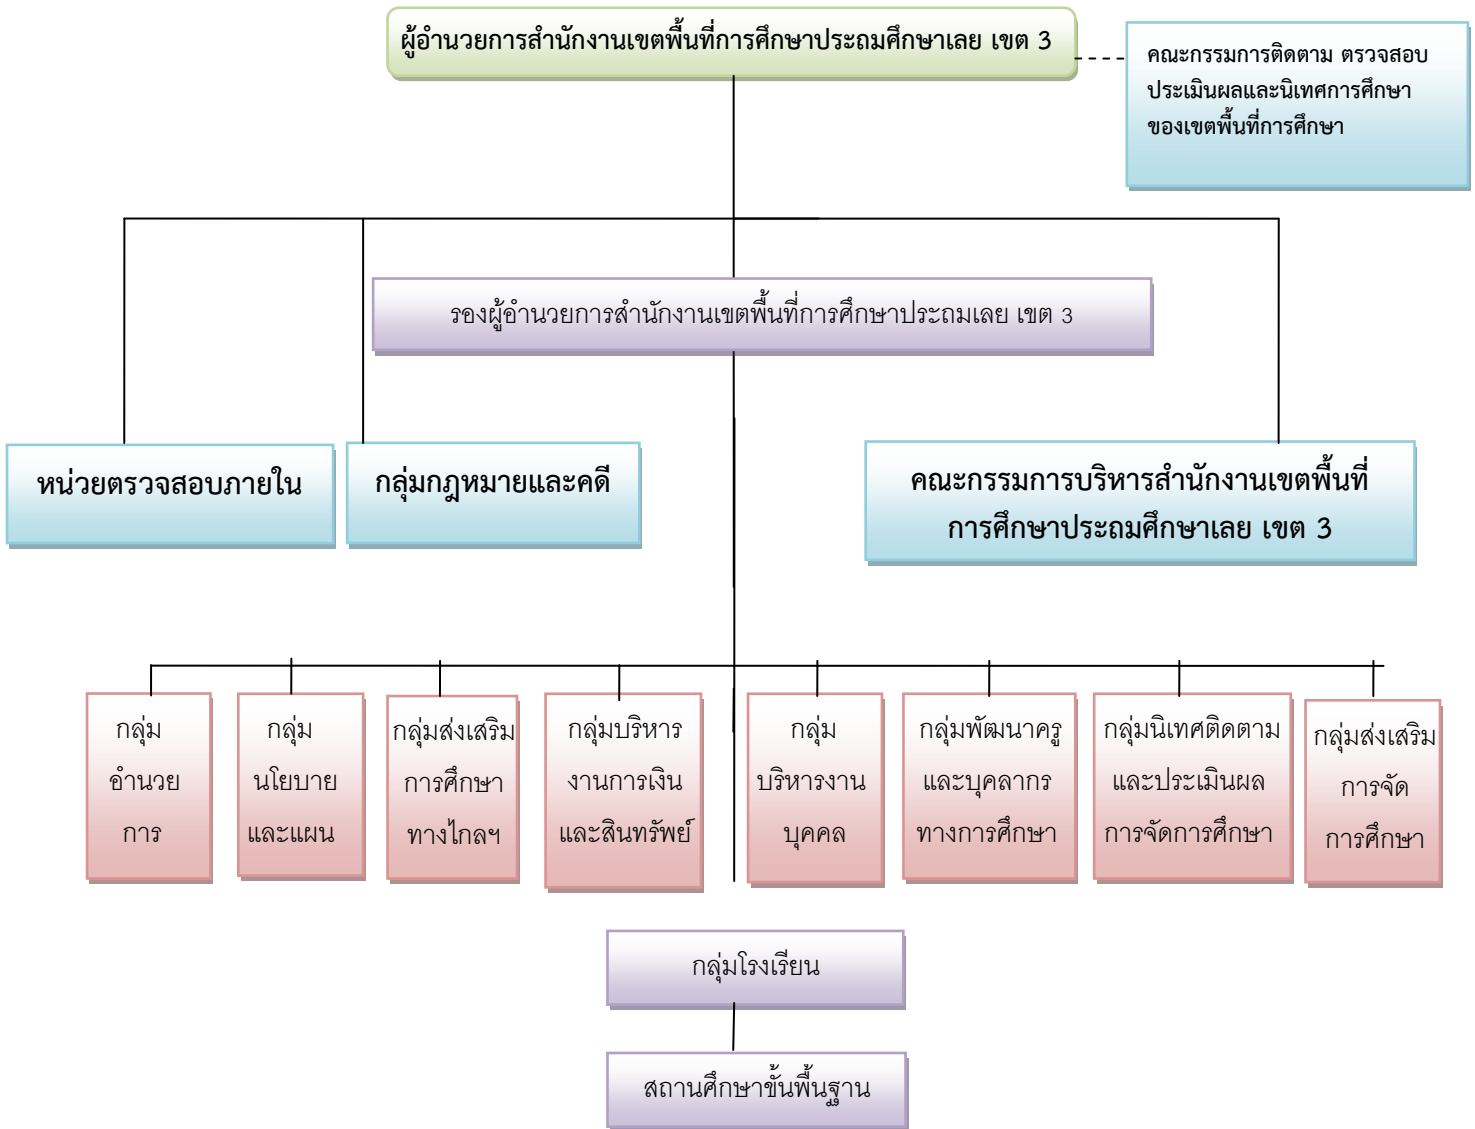 ผู้อำนวยการสำนักงานเขตพื้นที่การศึกษาประถมศึกษาเลย เขต 3
คณะกรรมการติดตาม ตรวจสอบ
ประเมินผลและนิเทศการศึกษา
ของเขตพื้นที่การศึกษา
รองผู้อำนวยการสำนักงานเขตพื้นที่การศึกษาประถมเลย เขต 3
หน่วยตรวจสอบภายใน
กลุ่มกฎหมายและคดี
คณะกรรมการบริหารสำนักงานเขตพื้นที่
การศึกษาประถมศึกษาเลย เขต 3
กลุ่ม
อำนวย
การ
กลุ่ม
นโยบาย
และแผน
กลุ่มส่งเสริม
การศึกษา
ทางไกลฯ
กลุ่มบริหาร
งานการเงิน
และสินทรัพย์
กลุ่ม
บริหารงาน
บุคคล
กลุ่มพัฒนาครู
และบุคลากร
ทางการศึกษา
กลุ่มนิเทศติดตาม
และประเมินผล
การจัดการศึกษา
กลุ่มส่งเสริม
การจัด
การศึกษา
กลุ่มโรงเรียน
สถานศึกษาขั้นพื้นฐาน